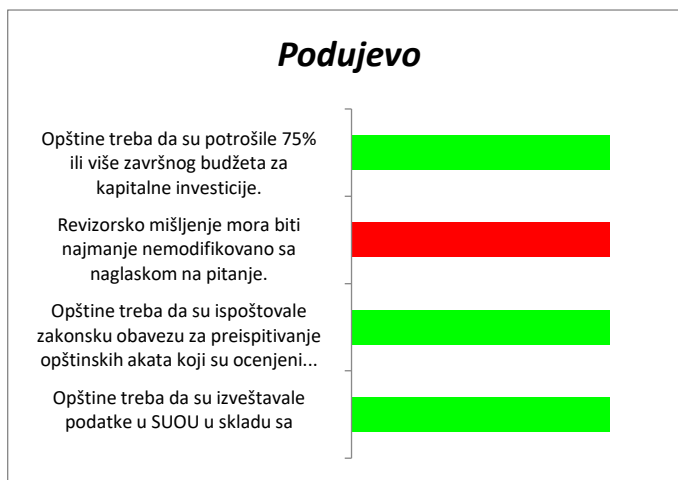 Podujevo
Opštine treba da su potrošile 75%
ili više završnog budžeta za
kapitalne investicije.
Revizorsko mišljenje mora biti
najmanje nemodifikovano sa
naglaskom na pitanje.
Opštine treba da su ispoštovale
zakonsku obavezu za preispitivanje
opštinskih akata koji su ocenjeni...
Opštine treba da su izveštavale
podatke u SUOU u skladu sa